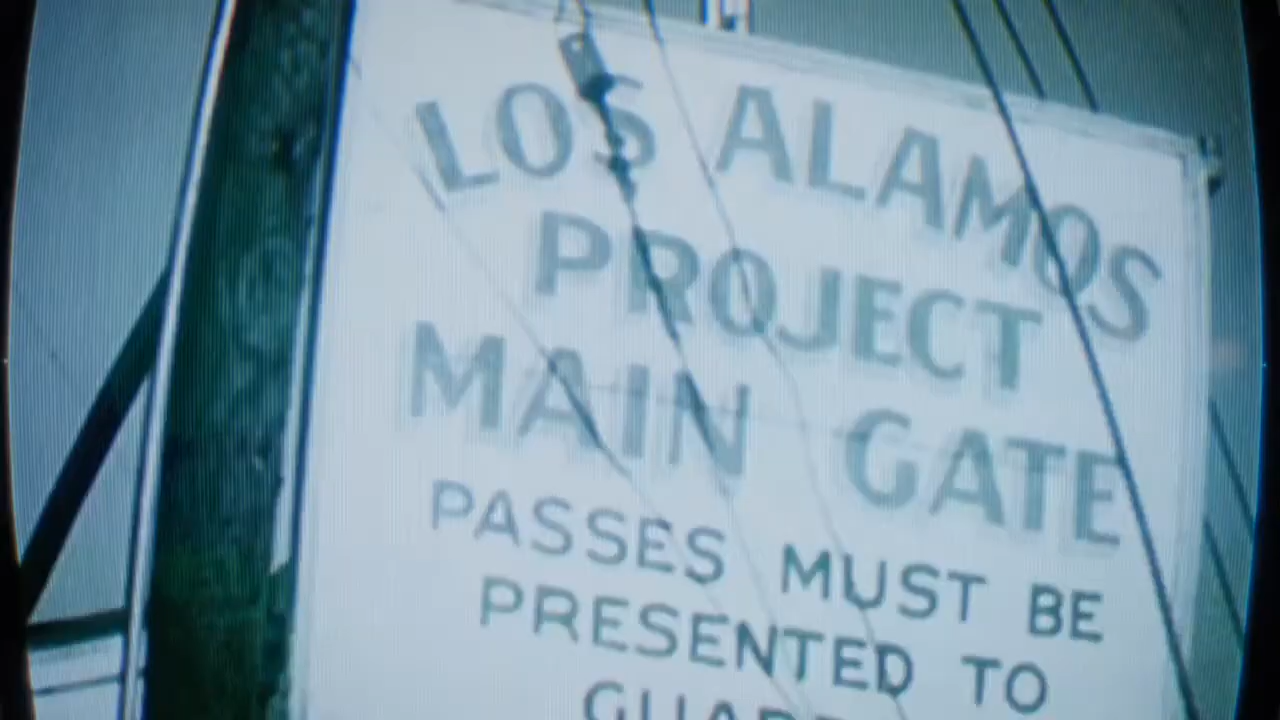 LOS ALAMOS
PROJECT
MAIN GATE
PASSES MUST BE
PRESENTED TO